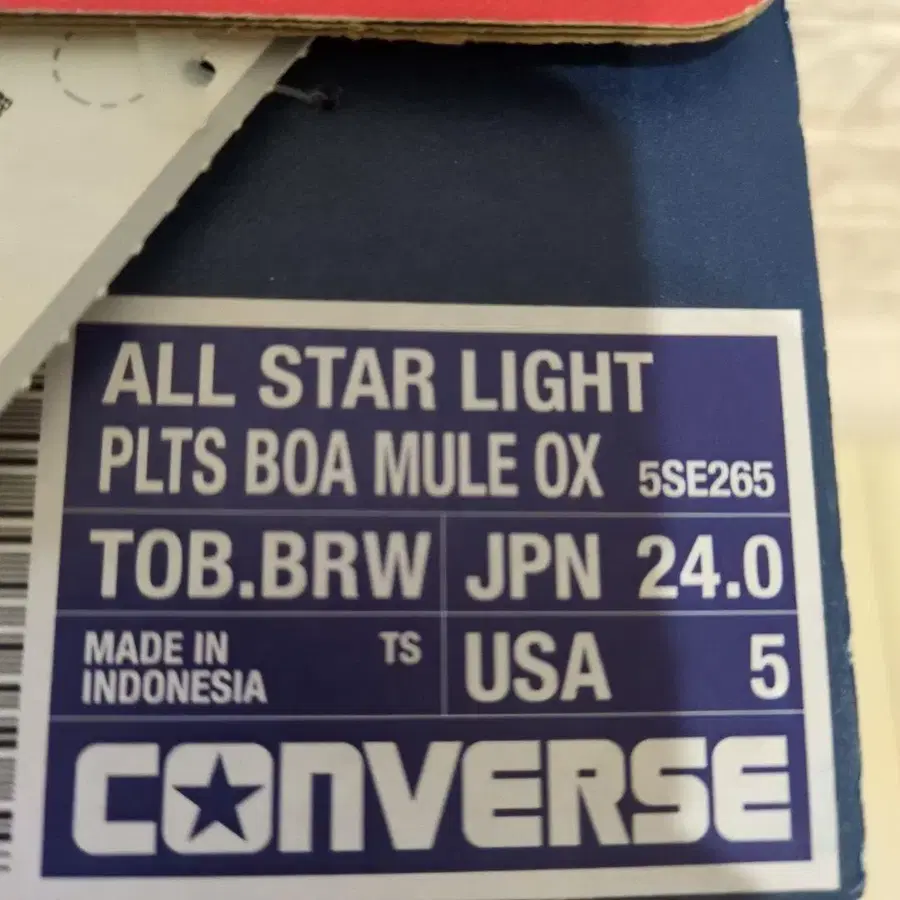 ALL STAR LIGHT
PLTS BOA MULE OX 5SE265
TOB.BRW JPN 24.0
MADE IN INDONESIA TS USA 5
CONVERSE